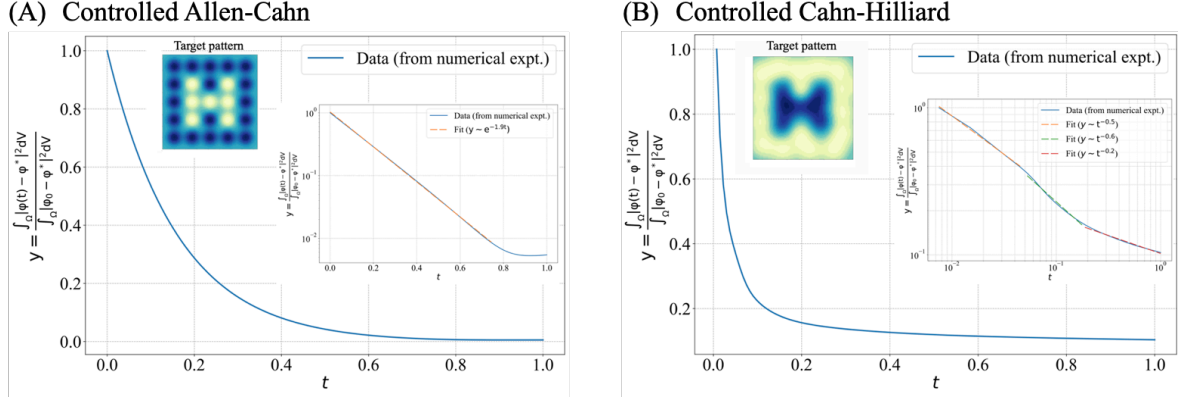 (A) Controlled Allen-Cahn
Target pattern
Data (from numerical expt.)
1.0
0.8
0.6
0.4
0.2
0.0
y = ∫Ω|φ(t) − φ*|²dV / ∫Ω|φ₀ − φ*|²dV
0.0 0.2 0.4 0.6 0.8 1.0
t
Data (from numerical expt.)
Fit (y ~ e^−1.9t)
10^0
10^−1
10^−2
y = ∫Ω|φ(t) − φ*|²dV / ∫Ω|φ₀ − φ*|²dV
0.0 0.2 0.4 0.6 0.8 1.0
t
(B) Controlled Cahn-Hilliard
Target pattern
Data (from numerical expt.)
1.0
0.8
0.6
0.4
0.2
y = ∫Ω|φ(t) − φ*|²dV / ∫Ω|φ₀ − φ*|²dV
0.0 0.2 0.4 0.6 0.8 1.0
t
Data (from numerical expt.)
Fit (y ~ t^−0.5)
Fit (y ~ t^−0.6)
Fit (y ~ t^−0.2)
10^0
10^−1
y = ∫Ω|φ(t) − φ*|²dV / ∫Ω|φ₀ − φ*|²dV
10^−2 10^−1 10^0
t